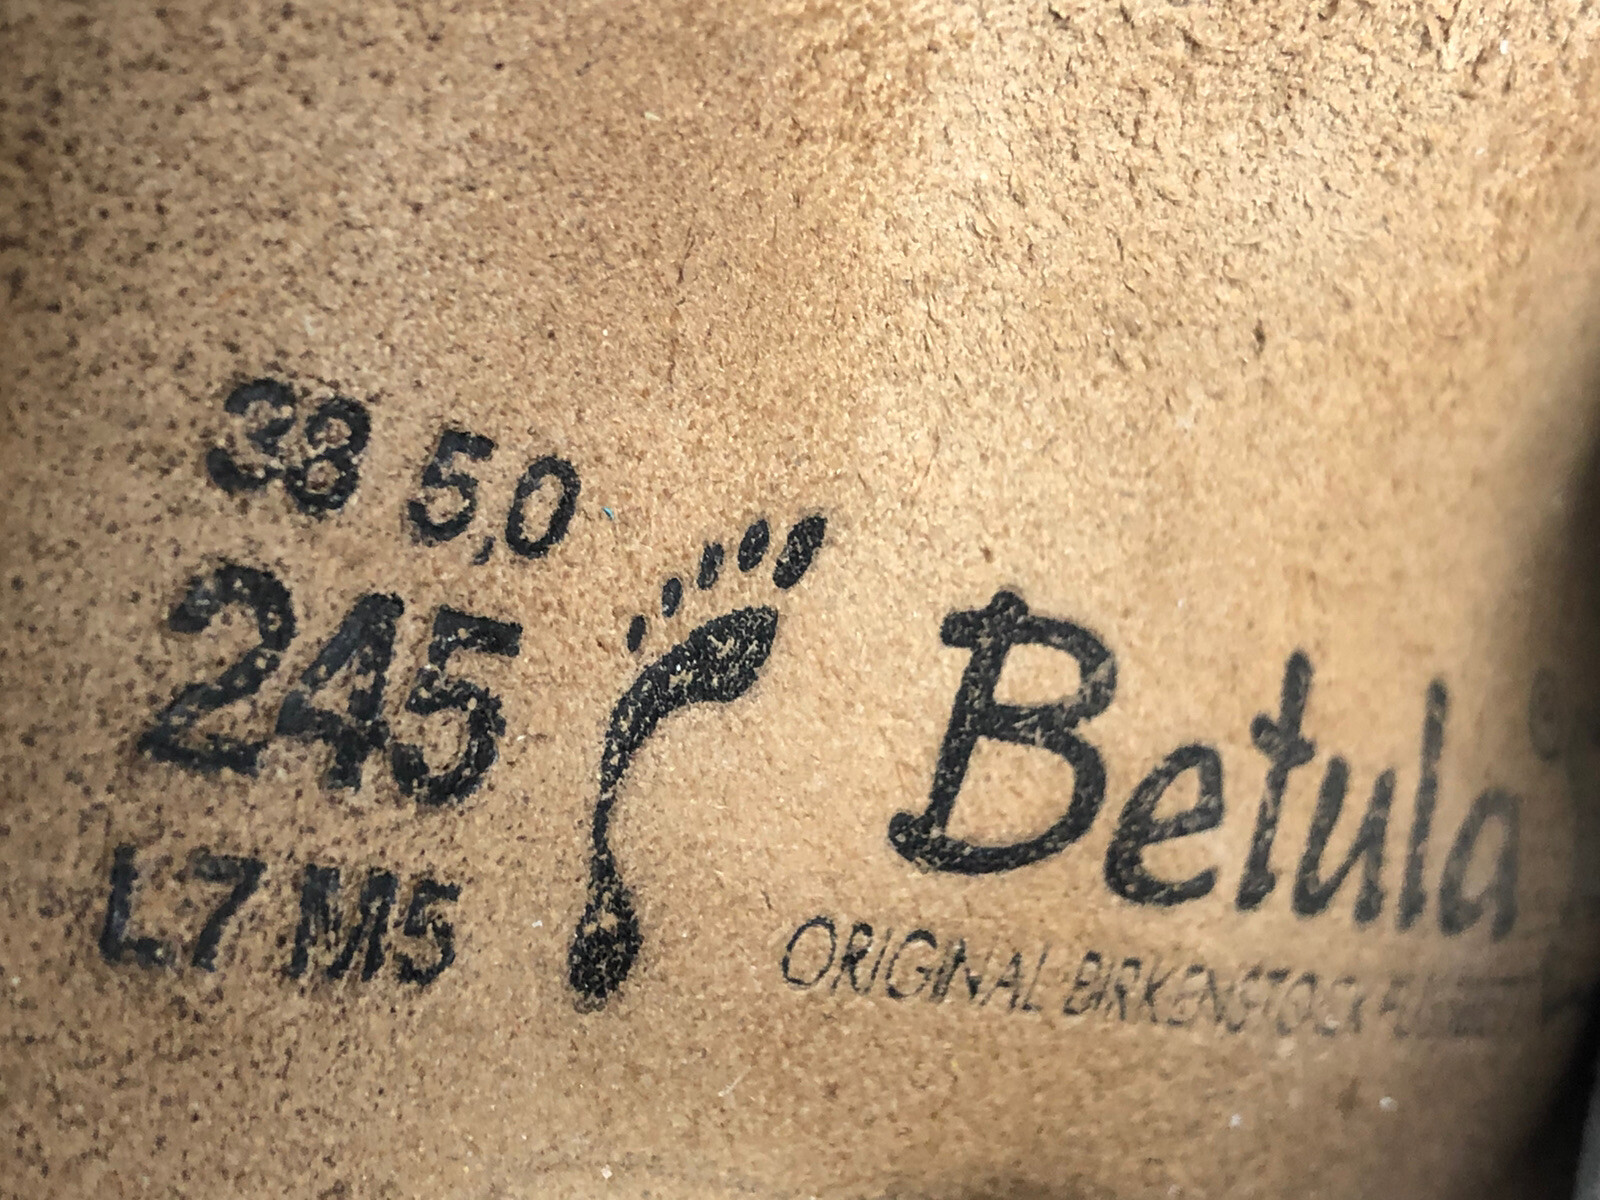 38 5,0
245
L7 M5
Betula
ORIGINAL BIRKENSTOCK